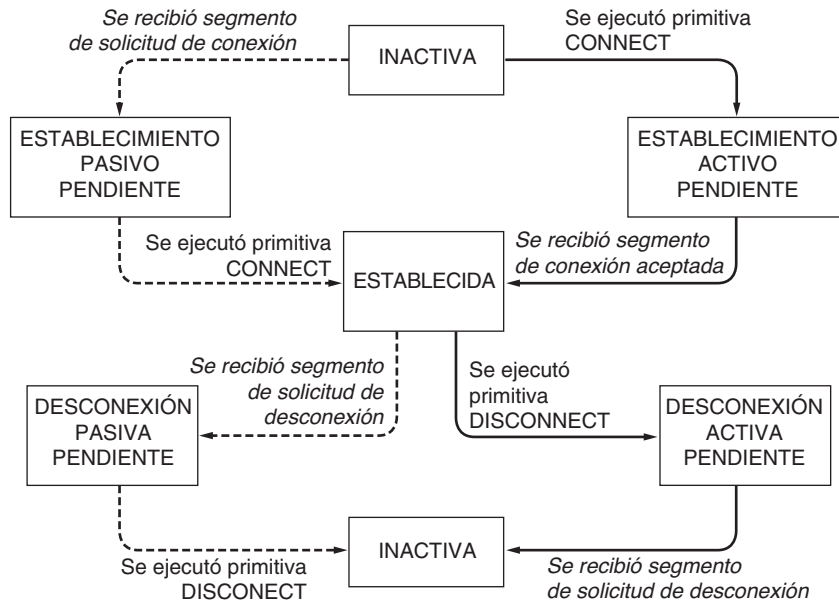 Se recibió segmento
de solicitud de conexión
INACTIVA
Se ejecutó primitiva
CONNECT
ESTABLECIMIENTO
PASIVO
PENDIENTE
ESTABLECIMIENTO
ACTIVO
PENDIENTE
Se ejecutó primitiva
CONNECT
ESTABLECIDA
Se recibió segmento
de conexión aceptada
Se recibió segmento
de solicitud de
desconexión
Se ejecutó
primitiva
DISCONNECT
DESCONEXIÓN
PASIVA
PENDIENTE
DESCONEXIÓN
ACTIVA
PENDIENTE
Se ejecutó primitiva
DISCONECT
INACTIVA
Se recibió segmento
de solicitud de desconexión